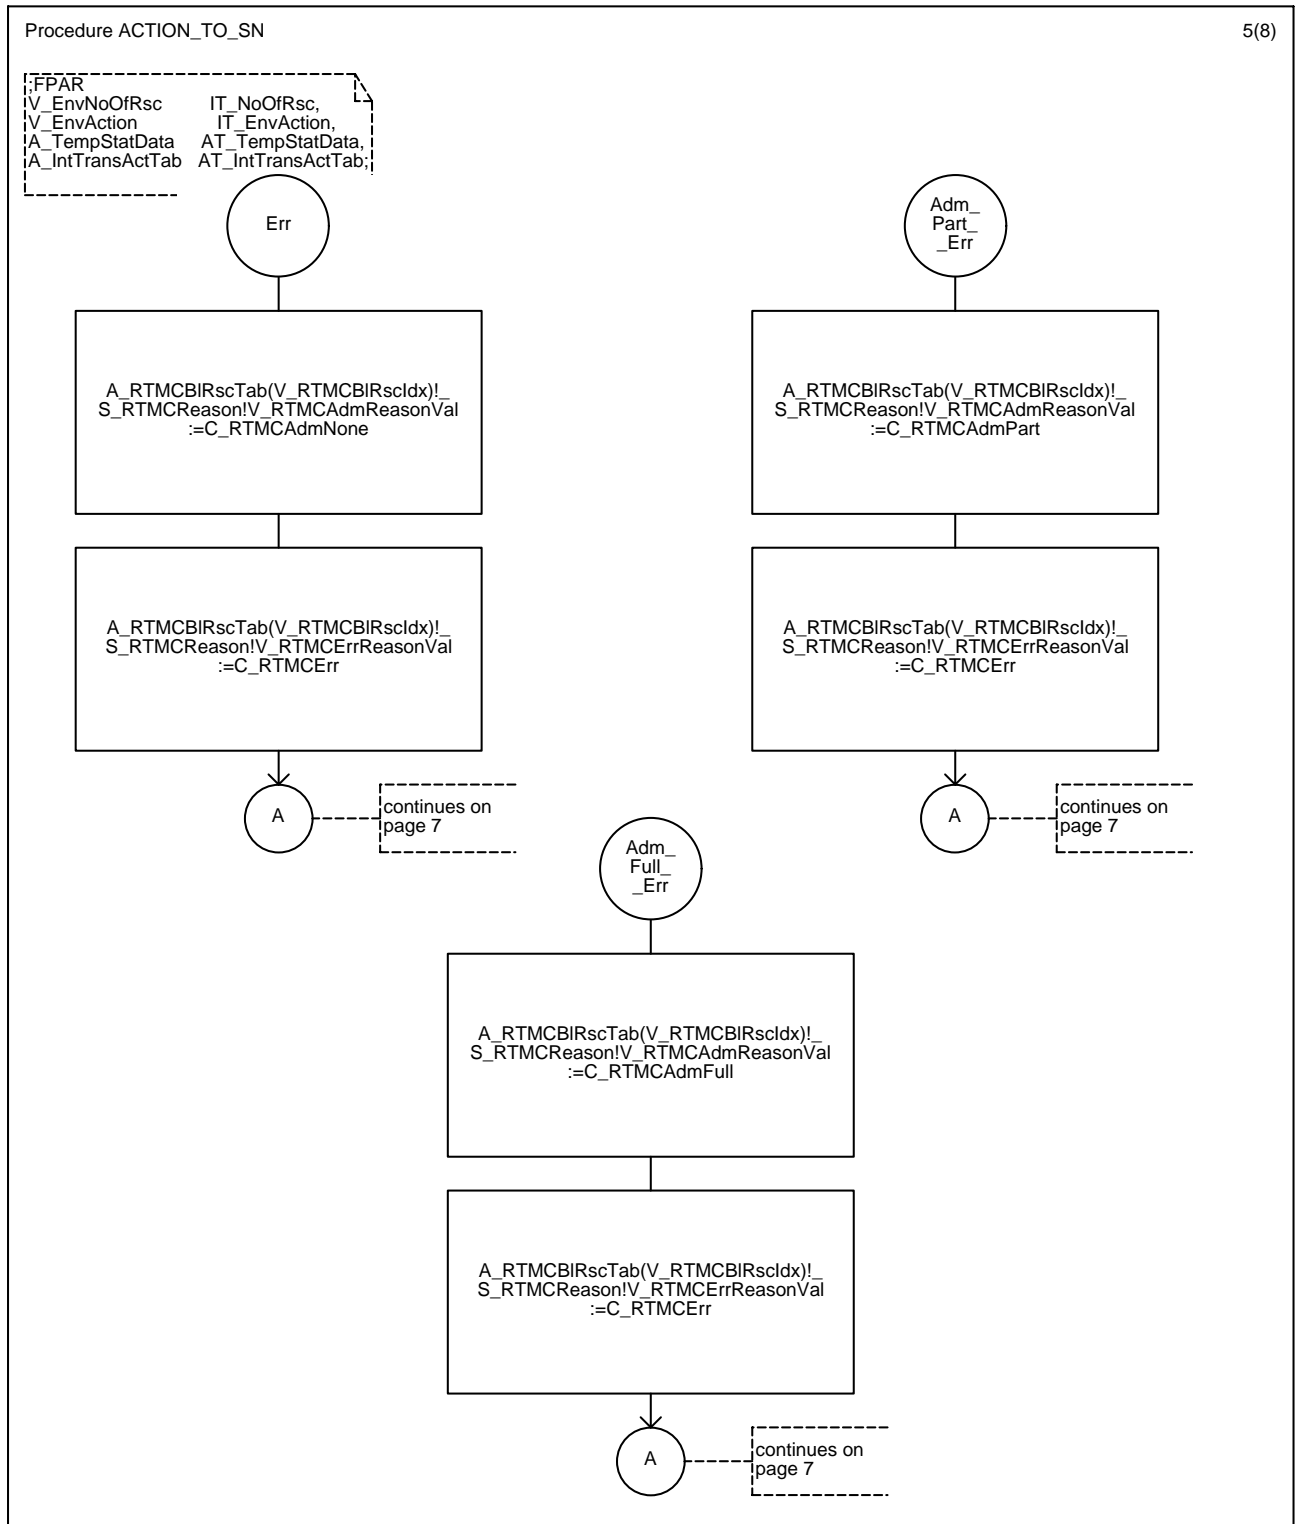 Procedure ACTION_TO_SN 5(8)
;FPAR
V_EnvNoOfRsc IT_NoOfRsc,
V_EnvAction IT_EnvAction,
A_TempStatData AT_TempStatData,
A_IntTransActTab AT_IntTransActTab;
Err
A_RTMCBlRscTab(V_RTMCBlRscIdx)!_
S_RTMCReason!V_RTMCAdmReasonVal
:=C_RTMCAdmNone
A_RTMCBlRscTab(V_RTMCBlRscIdx)!_
S_RTMCReason!V_RTMCErrReasonVal
:=C_RTMCErr
A
continues on
page 7
Adm_
Part_
_Err
A_RTMCBlRscTab(V_RTMCBlRscIdx)!_
S_RTMCReason!V_RTMCAdmReasonVal
:=C_RTMCAdmPart
A_RTMCBlRscTab(V_RTMCBlRscIdx)!_
S_RTMCReason!V_RTMCErrReasonVal
:=C_RTMCErr
A
continues on
page 7
Adm_
Full_
_Err
A_RTMCBlRscTab(V_RTMCBlRscIdx)!_
S_RTMCReason!V_RTMCAdmReasonVal
:=C_RTMCAdmFull
A_RTMCBlRscTab(V_RTMCBlRscIdx)!_
S_RTMCReason!V_RTMCErrReasonVal
:=C_RTMCErr
A
continues on
page 7